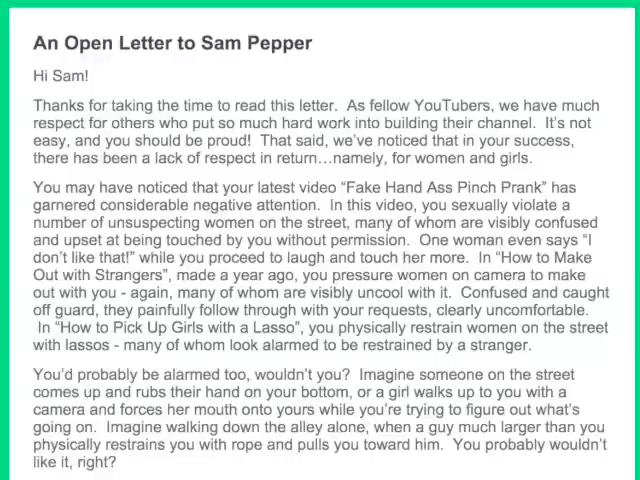 An Open Letter to Sam Pepper
Hi Sam!
Thanks for taking the time to read this letter.  As fellow YouTubers, we have much
respect for others who put so much hard work into building their channel.  It's not
easy, and you should be proud!  That said, we've noticed that in your success,
there has been a lack of respect in return…namely, for women and girls.
You may have noticed that your latest video “Fake Hand Ass Pinch Prank” has
garnered considerable negative attention.  In this video, you sexually violate a
number of unsuspecting women on the street, many of whom are visibly confused
and upset at being touched by you without permission.  One woman even says “I
don't like that!” while you proceed to laugh and touch her more.  In “How to Make
Out with Strangers”, made a year ago, you pressure women on camera to make
out with you - again, many of whom are visibly uncool with it.  Confused and caught
off guard, they painfully follow through with your requests, clearly uncomfortable.
In “How to Pick Up Girls with a Lasso”, you physically restrain women on the street
with lassos - many of whom look alarmed to be restrained by a stranger.
You'd probably be alarmed too, wouldn't you?  Imagine someone on the street
comes up and rubs their hand on your bottom, or a girl walks up to you with a
camera and forces her mouth onto yours while you're trying to figure out what's
going on.  Imagine walking down the alley alone, when a guy much larger than you
physically restrains you with rope and pulls you toward him.  You probably wouldn't
like it, right?